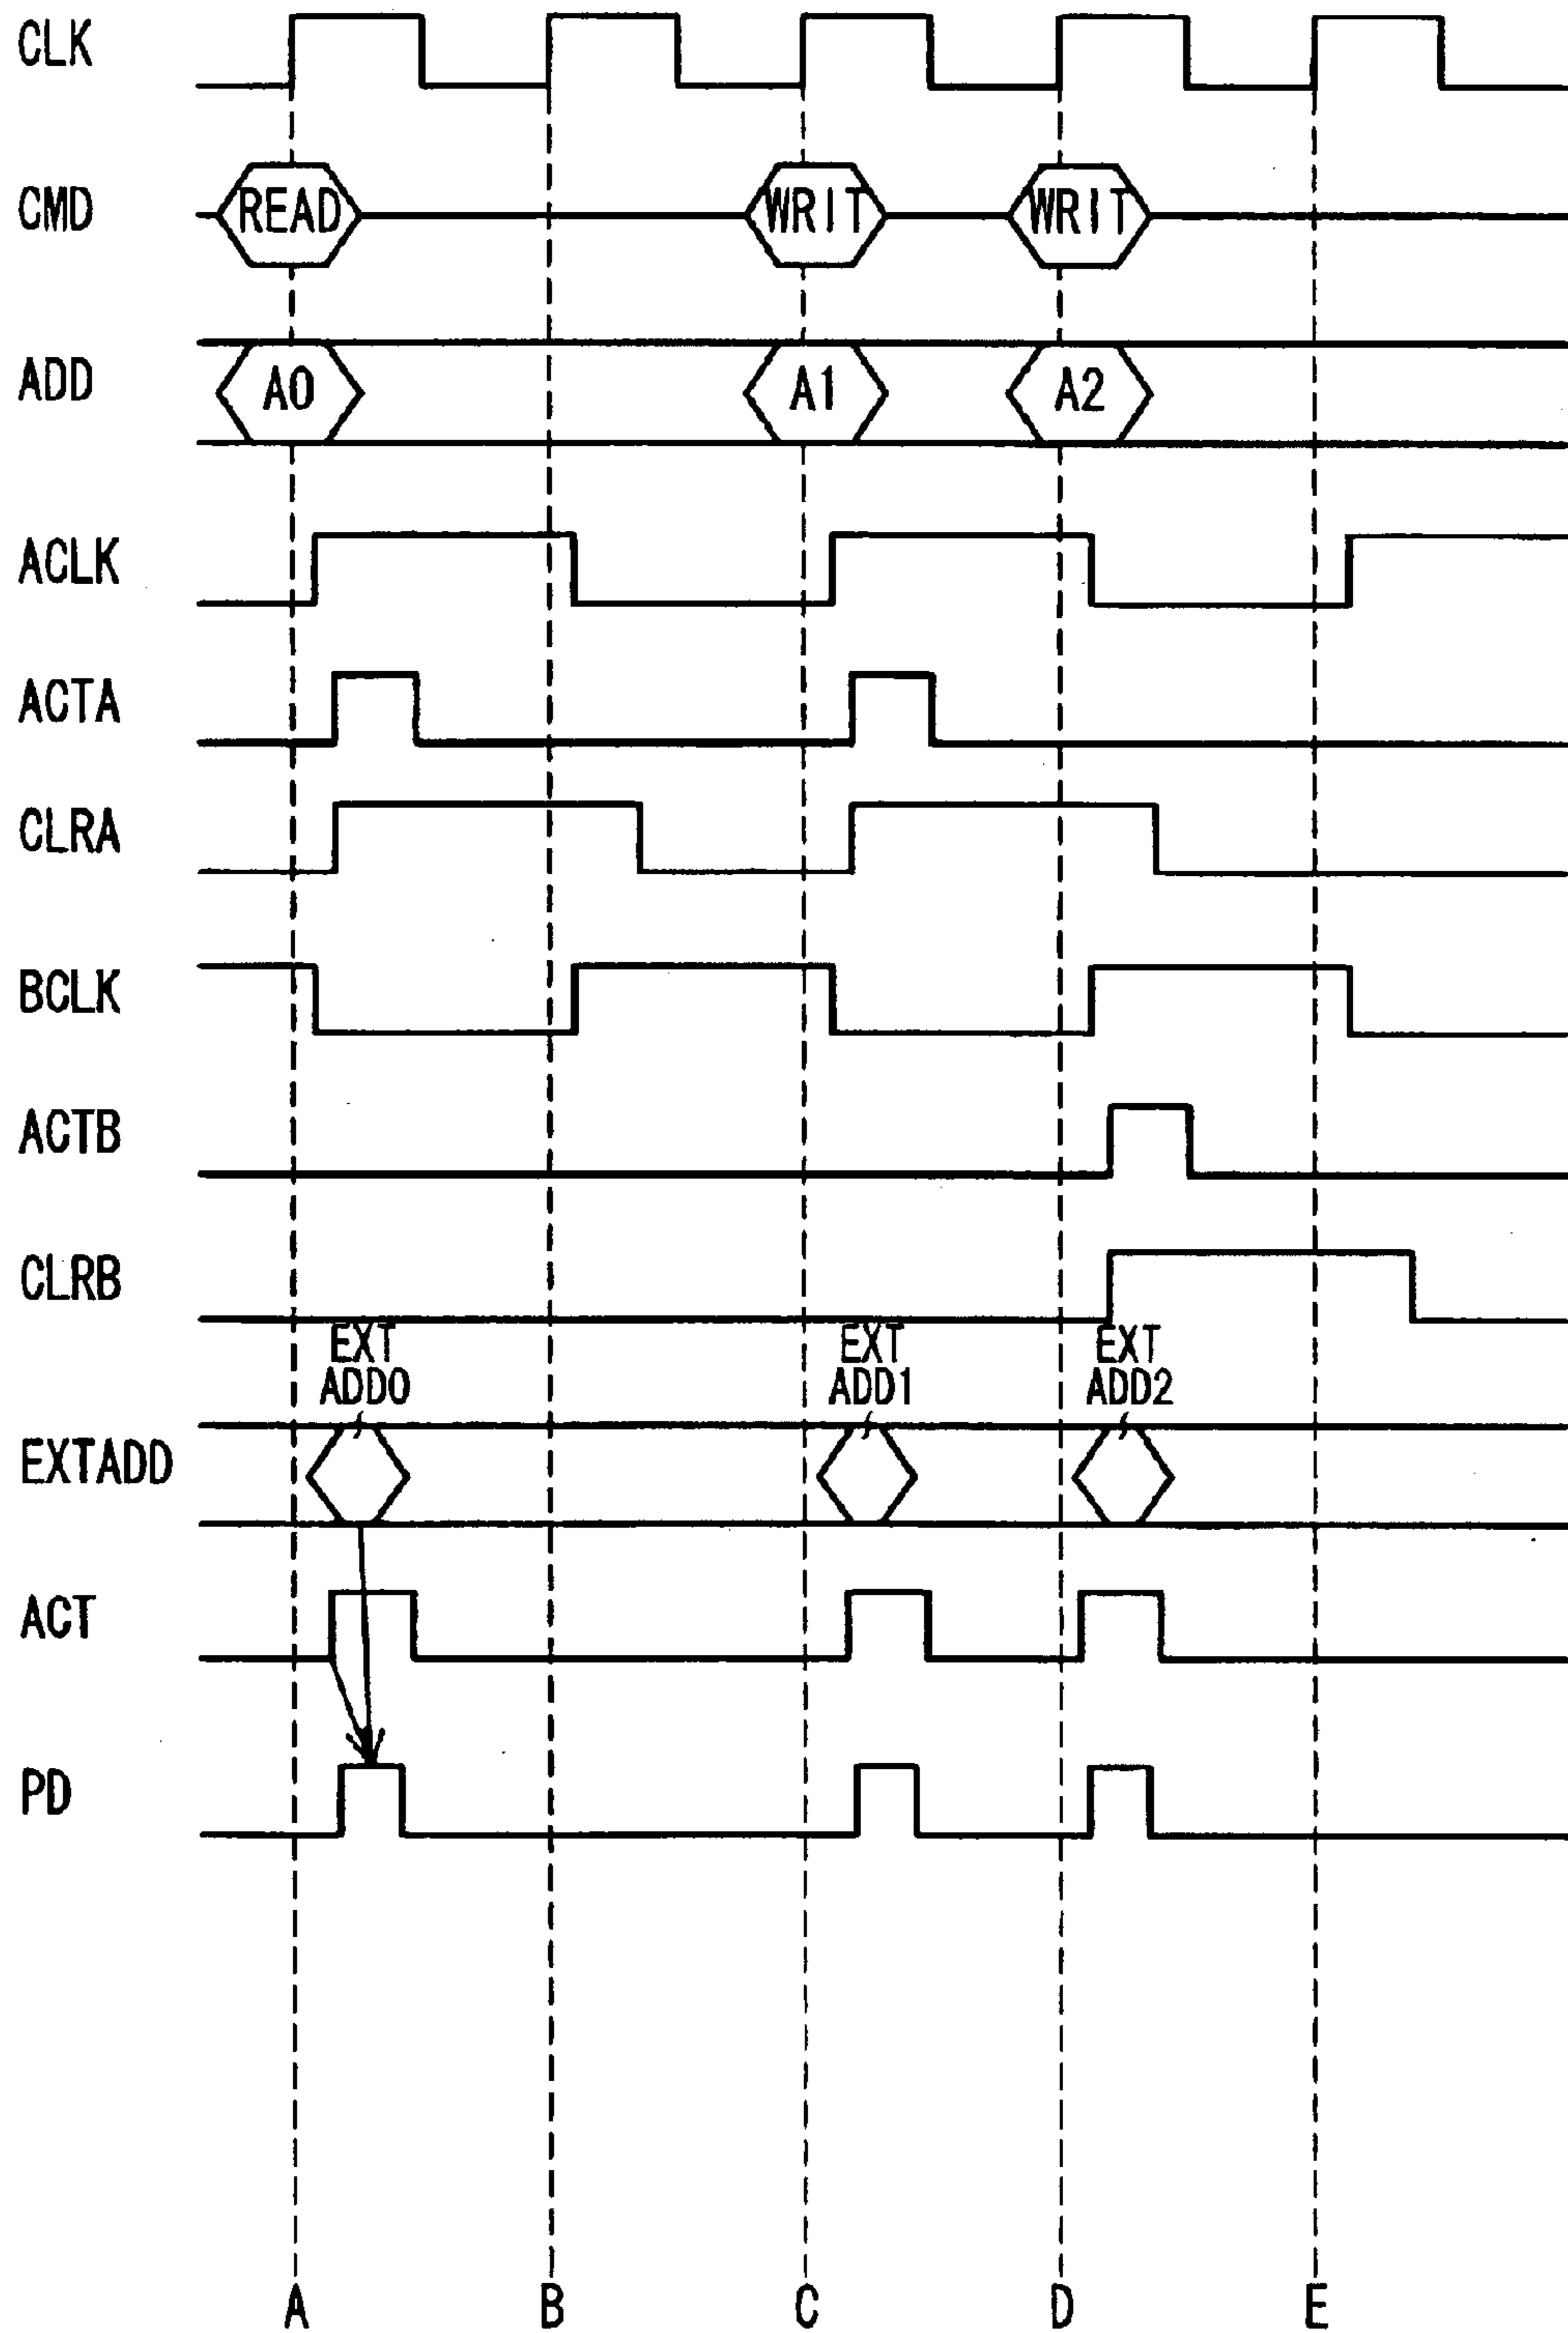 CLK
CMD
READ
WRIT
WRIT
ADD
A0
A1
A2
ACLK
ACTA
CLRA
BCLK
ACTB
CLRB
EXT
ADD0
EXT
ADD1
EXT
ADD2
EXTADD
ACT
PD
A B C D E